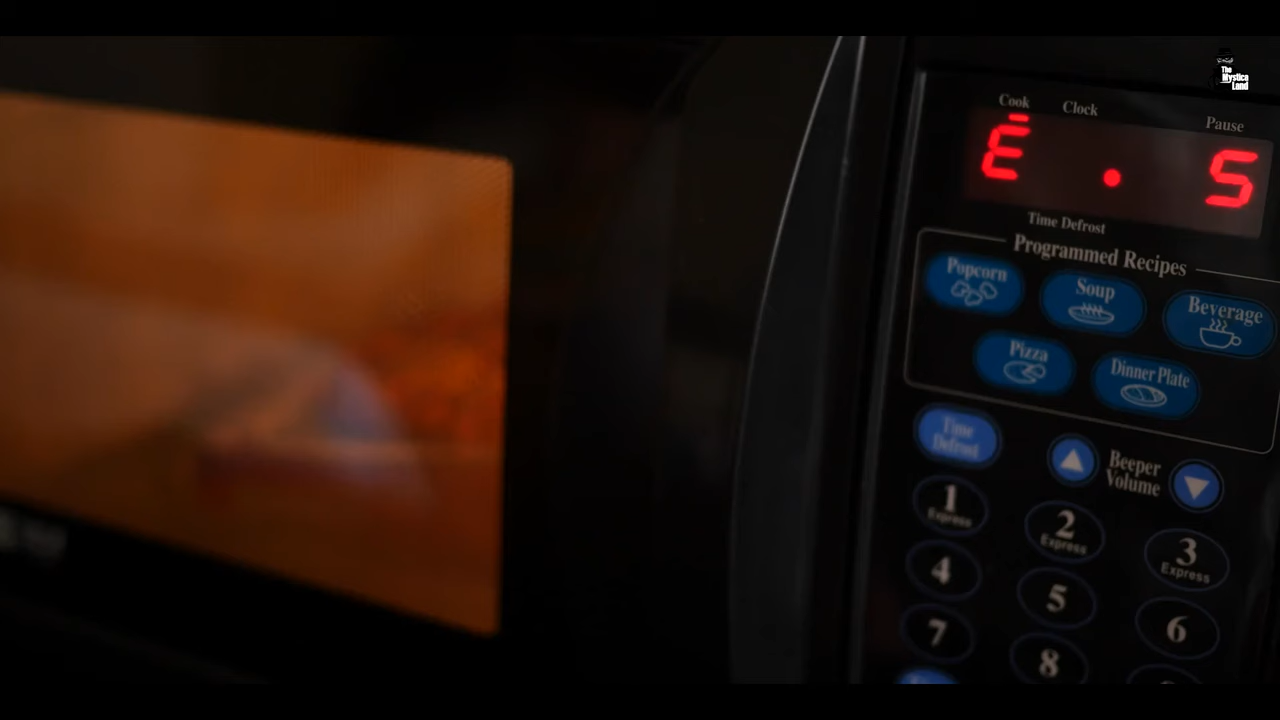 The
Mystica
Land
Cook Clock Pause
E . 5
Time Defrost
Programmed Recipes
Popcorn
Soup
Beverage
Pizza
Dinner Plate
Time
Defrost
Beeper
Volume
1
Express
2
Express
3
Express
4
5
6
7
8